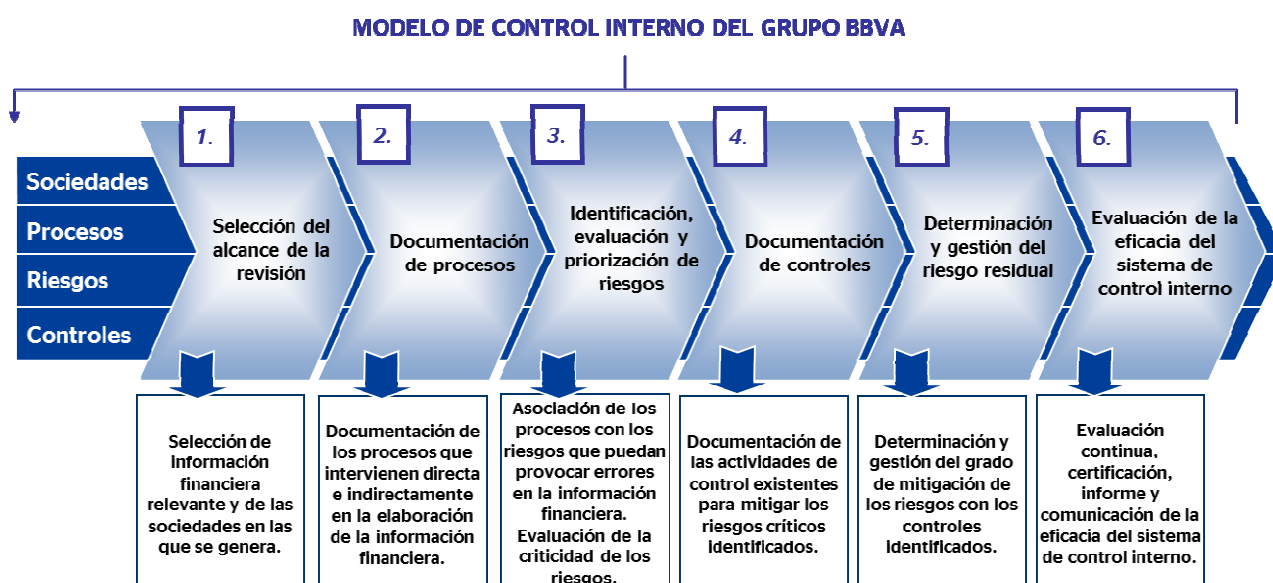 MODELO DE CONTROL INTERNO DEL GRUPO BBVA
Sociedades
Procesos
Riesgos
Controles
1.
Selección del
alcance de la
revisión
2.
Documentación
de procesos
3.
Identificación,
evaluación y
priorización de
riesgos
4.
Documentación
de controles
5.
Determinación
y gestión del
riesgo residual
6.
Evaluación de la
eficacia del
sistema de
control interno
Selección de
información
financiera
relevante y de las
sociedades en las
que se genera.
Documentación de
los procesos que
intervienen directa
e indirectamente
en la elaboración
de la información
financiera.
Asociación de los
procesos con los
riesgos que puedan
provocar errores
en la información
financiera.
Evaluación de la
criticidad de los
riesgos.
Documentación de
las actividades de
control existentes
para mitigar los
riesgos críticos
identificados.
Determinación y
gestión del grado
de mitigación de
los riesgos con los
controles
identificados.
Evaluación
continua,
certificación,
informe y
comunicación de la
eficacia del sistema
de control interno.